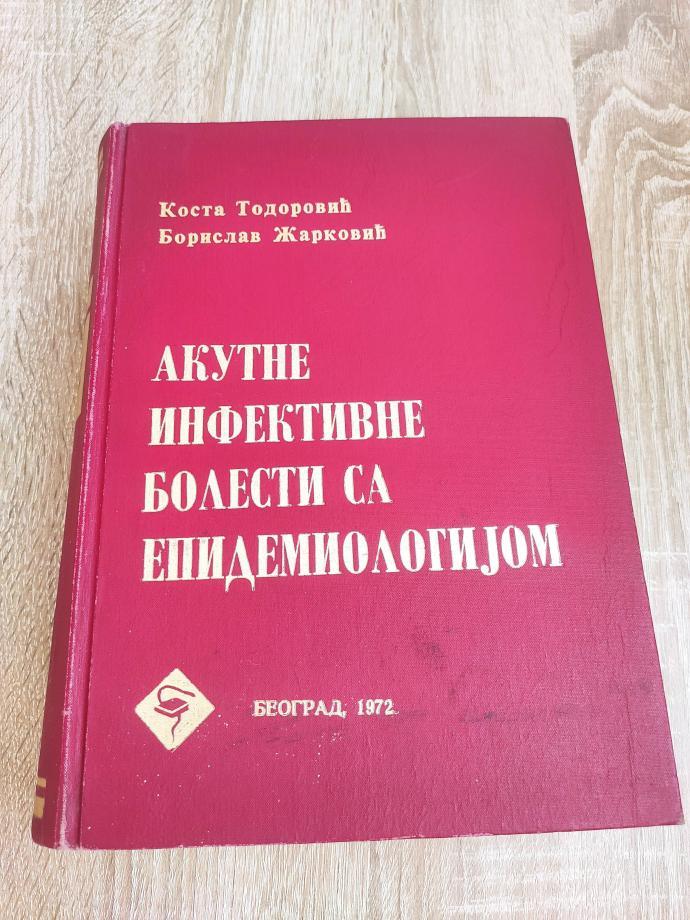 Коста Тодоровић
Борислав Жарковић
АКУТНЕ
ИНФЕКТИВНЕ
БОЛЕСТИ СА
ЕПИДЕМИОЛОГИЈОМ
БЕОГРАД, 1972.